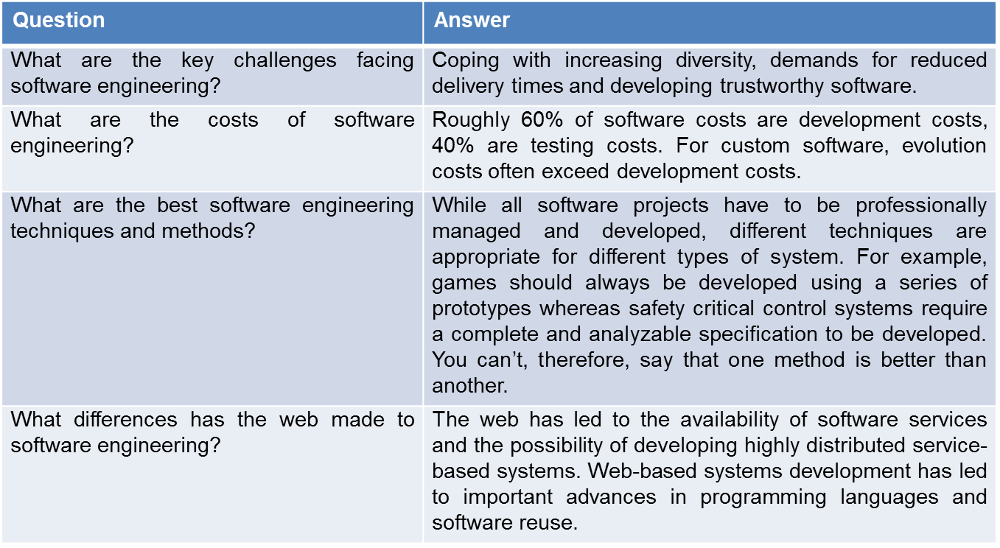 Question
Answer
What are the key challenges facing
software engineering?
Coping with increasing diversity, demands for reduced
delivery times and developing trustworthy software.
What are the costs of software
engineering?
Roughly 60% of software costs are development costs,
40% are testing costs. For custom software, evolution
costs often exceed development costs.
What are the best software engineering
techniques and methods?
While all software projects have to be professionally
managed and developed, different techniques are
appropriate for different types of system. For example,
games should always be developed using a series of
prototypes whereas safety critical control systems require
a complete and analyzable specification to be developed.
You can’t, therefore, say that one method is better than
another.
What differences has the web made to
software engineering?
The web has led to the availability of software services
and the possibility of developing highly distributed service-
based systems. Web-based systems development has led
to important advances in programming languages and
software reuse.